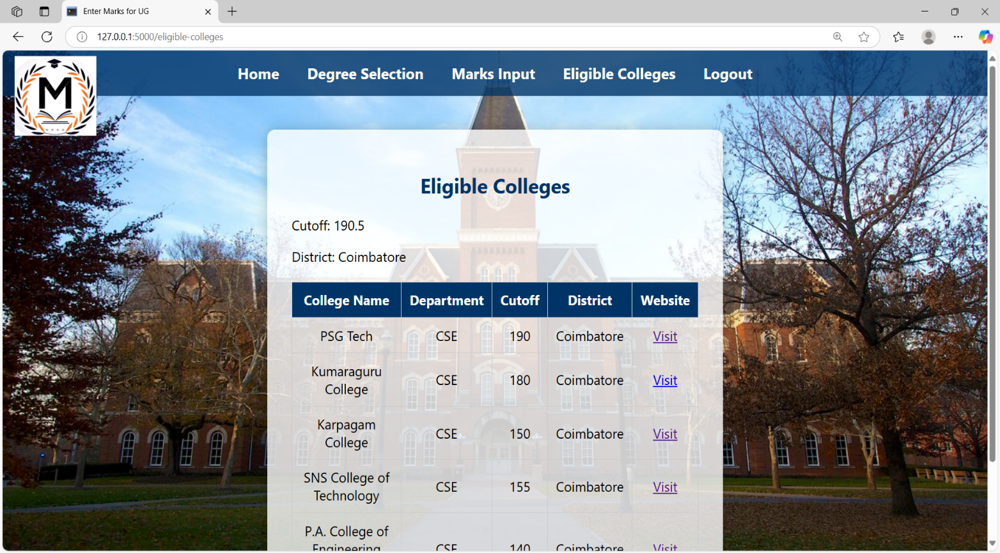 Enter Marks for UG
127.0.0.1:5000/eligible-colleges
M
Home Degree Selection Marks Input Eligible Colleges Logout
Eligible Colleges
Cutoff: 190.5
District: Coimbatore
College Name Department Cutoff District Website
PSG Tech CSE 190 Coimbatore Visit
Kumaraguru
College CSE 180 Coimbatore Visit
Karpagam
College CSE 150 Coimbatore Visit
SNS College of
Technology CSE 155 Coimbatore Visit
P.A. College of
Engineering CSE 140 Coimbatore Visit